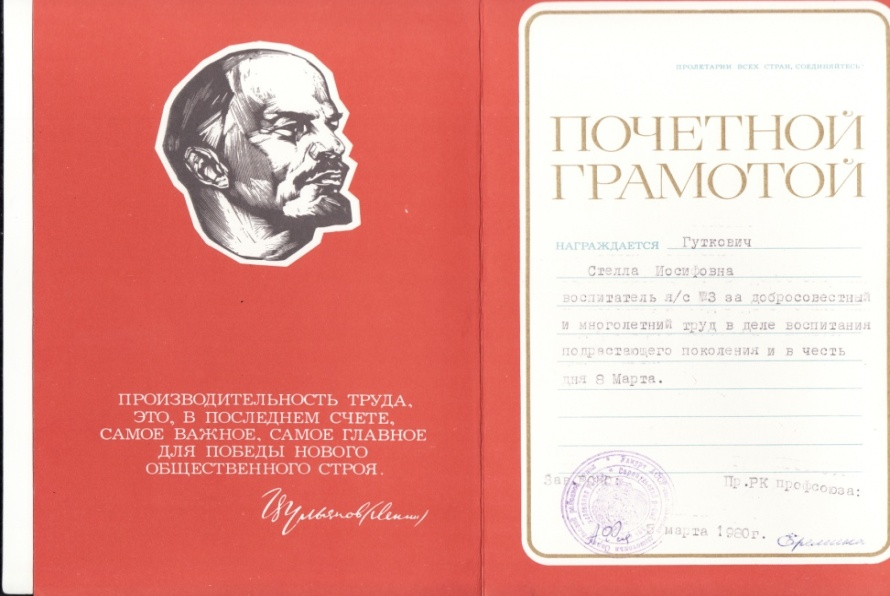 ПРОИЗВОДИТЕЛЬНОСТЬ ТРУДА,
ЭТО, В ПОСЛЕДНЕМ СЧЕТЕ,
САМОЕ ВАЖНОЕ, САМОЕ ГЛАВНОЕ
ДЛЯ ПОБЕДЫ НОВОГО
ОБЩЕСТВЕННОГО СТРОЯ.
В. Ульянов (Ленин)
ПРОЛЕТАРИИ ВСЕХ СТРАН, СОЕДИНЯЙТЕСЬ!
ПОЧЕТНОЙ
ГРАМОТОЙ
НАГРАЖДАЕТСЯ Гуткович
Стелла Иосифовна
воспитатель я/с №3 за добросовестный
и многолетний труд в деле воспитания
подрастающего поколения и в честь
дня 8 Марта.
Пр.РК профсоюза:
марта 1980г.